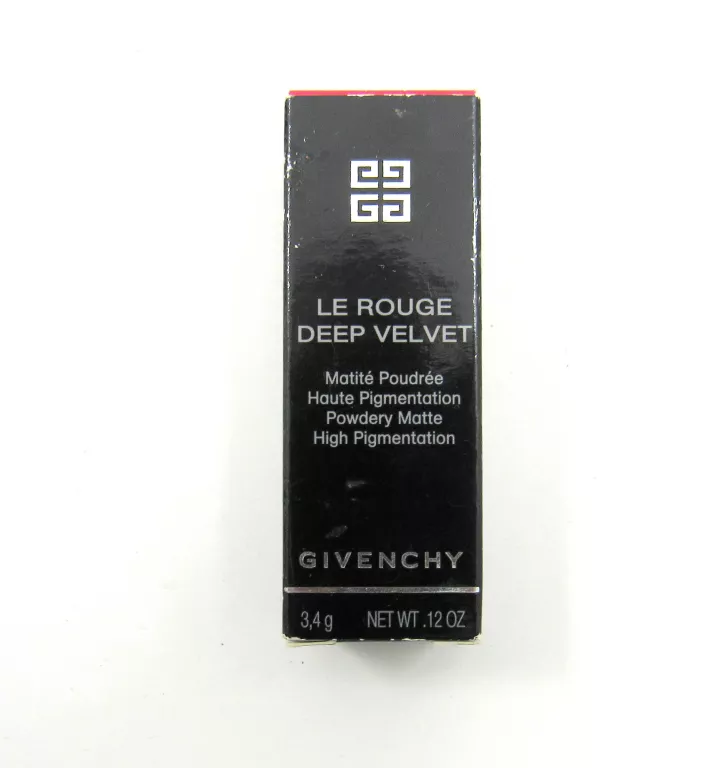 LE ROUGE
DEEP VELVET
Matité Poudrée
Haute Pigmentation
Powdery Matte
High Pigmentation
GIVENCHY
3,4 g NET WT .12 OZ